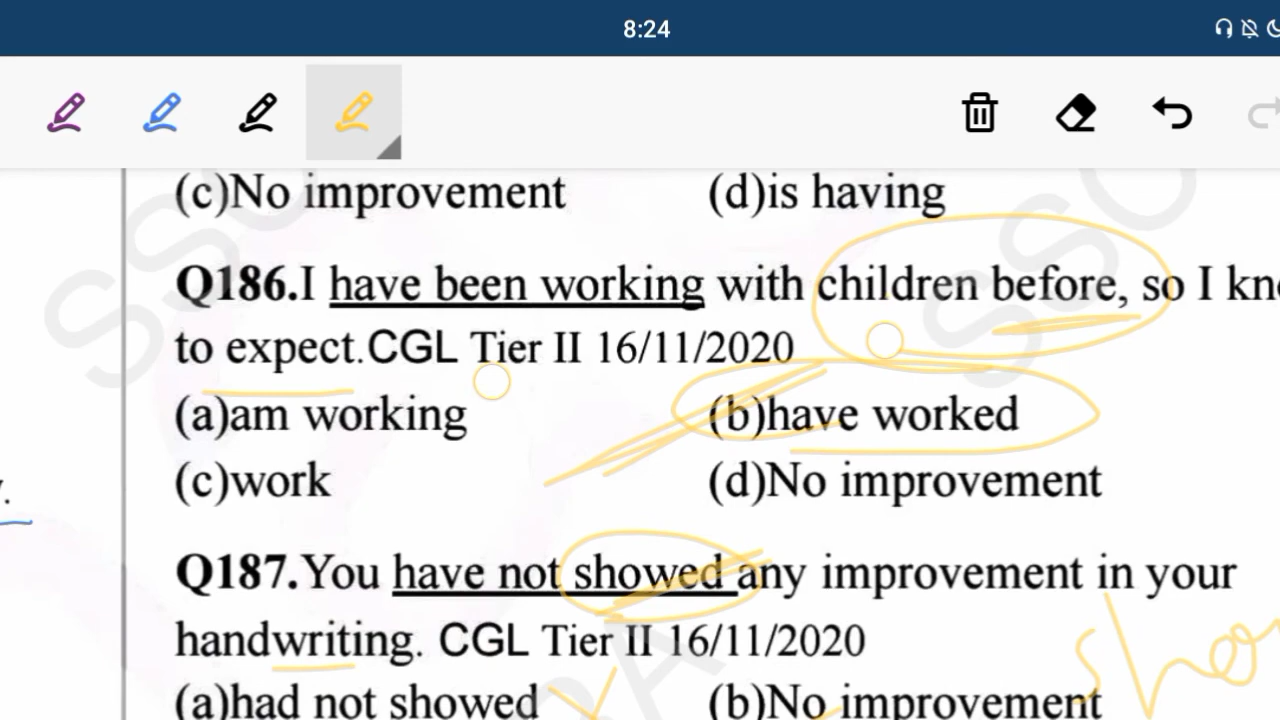 8:24
(c)No improvement (d)is having
Q186.I have been working with children before, so I kn
to expect.CGL Tier II 16/11/2020
(a)am working (b)have worked
(c)work (d)No improvement
Q187.You have not showed any improvement in your
handwriting. CGL Tier II 16/11/2020
(a)had not showed (b)No improvement
sho